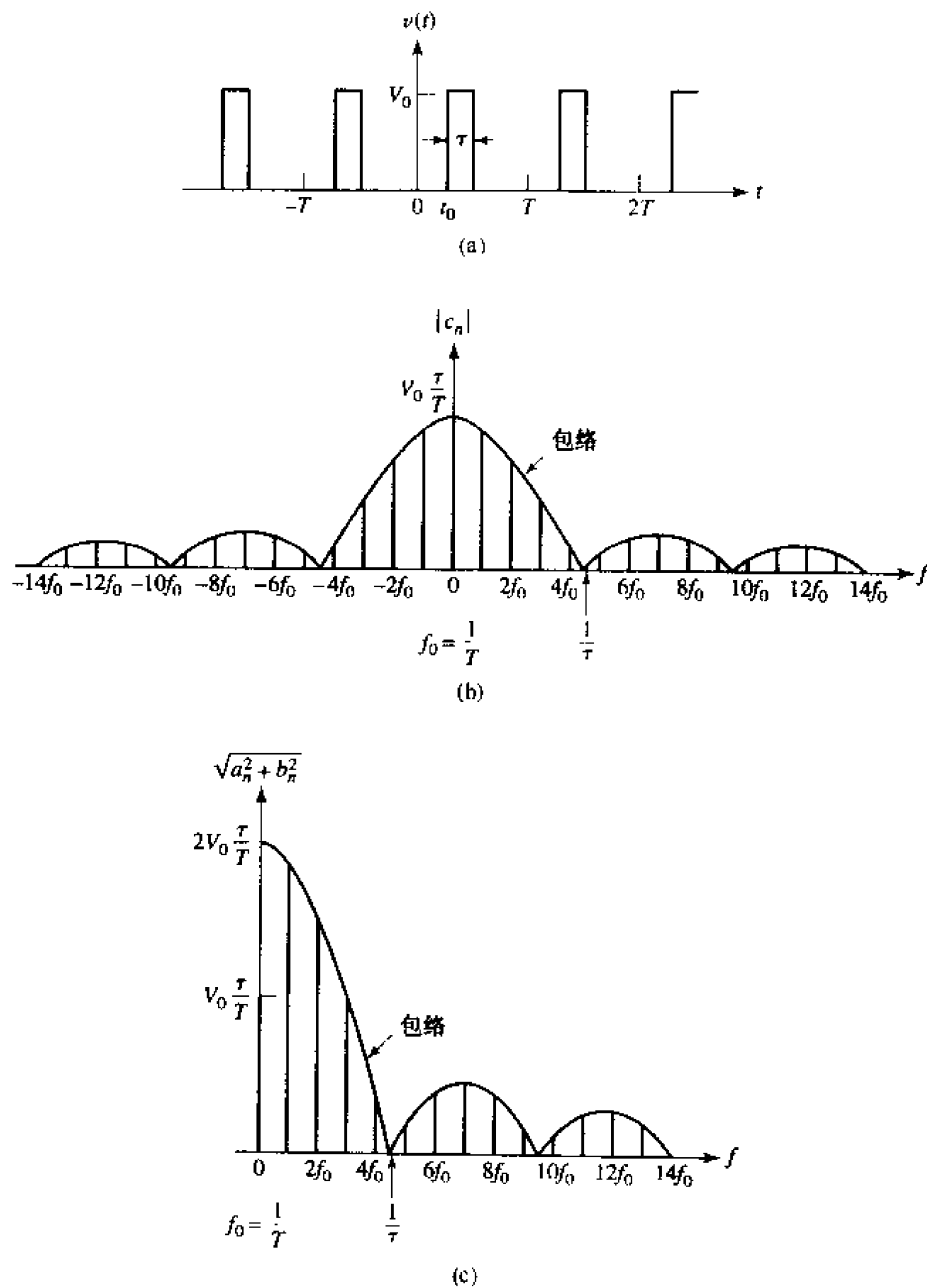 v(t)
V₀
τ
−T 0 t₀ T 2T t
(a)
|cₙ|
V₀ τ/T
包络
−14f₀ −12f₀ −10f₀ −8f₀ −6f₀ −4f₀ −2f₀ 0 2f₀ 4f₀ 6f₀ 8f₀ 10f₀ 12f₀ 14f₀ f
f₀ = 1/T 1/τ
(b)
√(aₙ² + bₙ²)
2V₀ τ/T
V₀ τ/T
包络
0 2f₀ 4f₀ 6f₀ 8f₀ 10f₀ 12f₀ 14f₀ f
f₀ = 1/T 1/τ
(c)